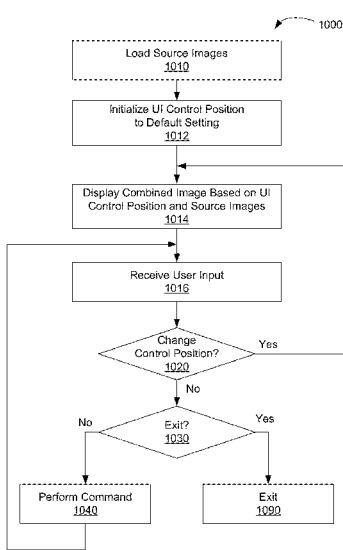 1000
Load Source Images
1010
Initialize UI Control Position
to Default Setting
1012
Display Combined Image Based on UI
Control Position and Source Images
1014
Receive User Input
1016
Change
Control Position?
1020
Yes
No
No
Exit?
1030
Yes
Perform Command
1040
Exit
1090